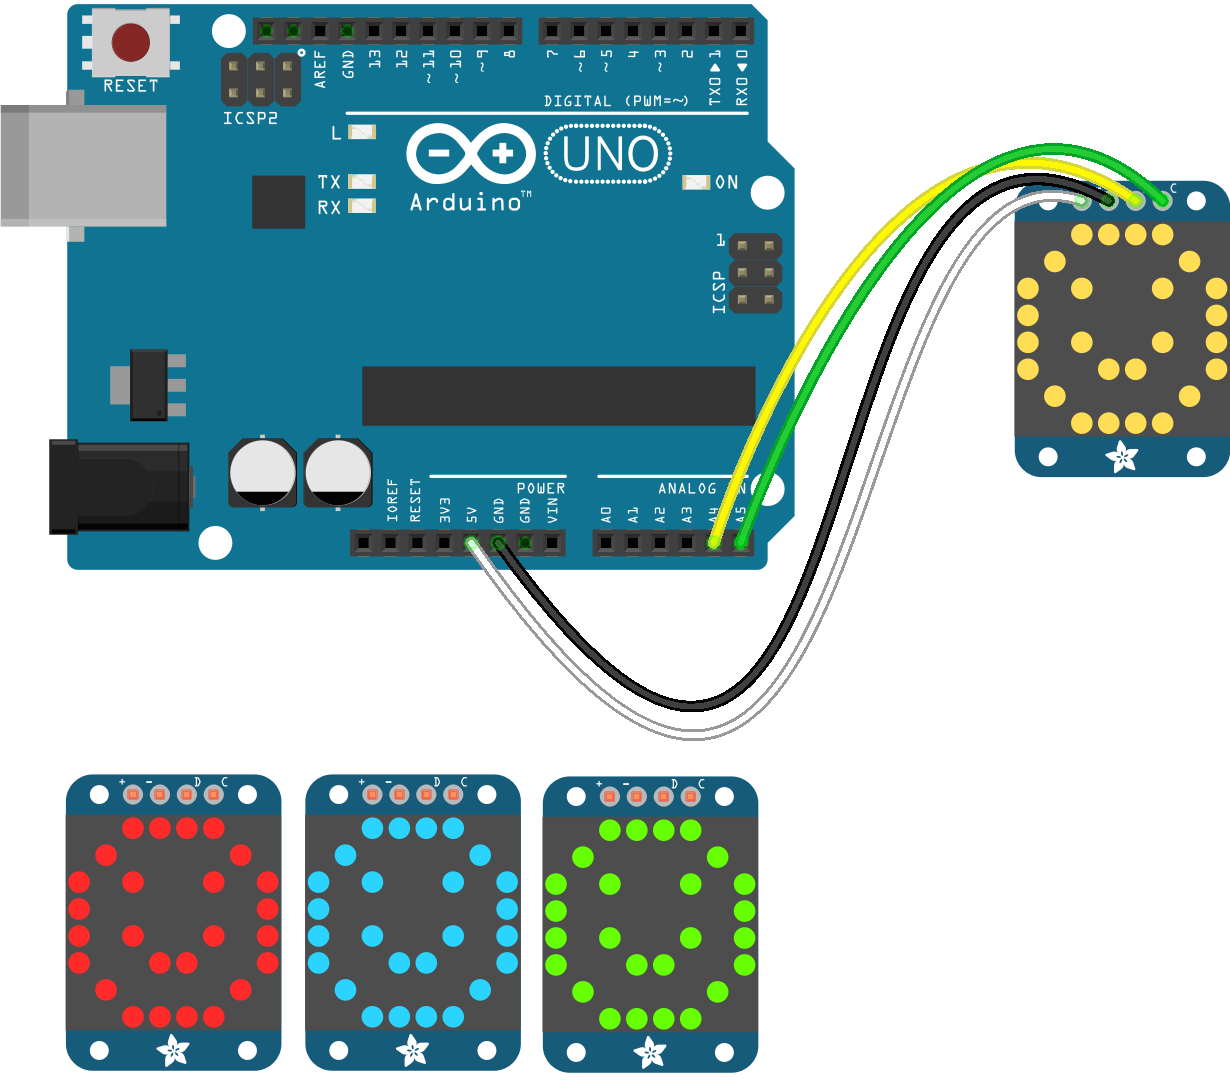 RESET
ICSP2
AREF
GND
13
12
~11
~10
~9
8
7
~6
~5
4
~3
2
TX0▶1
RX0◀0
DIGITAL (PWM=~)
L
TX
RX
UNO
Arduino™
ON
1
ICSP
C
POWER
ANALOG IN
IOREF
RESET
3V3
5V
GND
GND
VIN
A0
A1
A2
A3
A4
A5
+ − D C
+ − D C
+ − D C